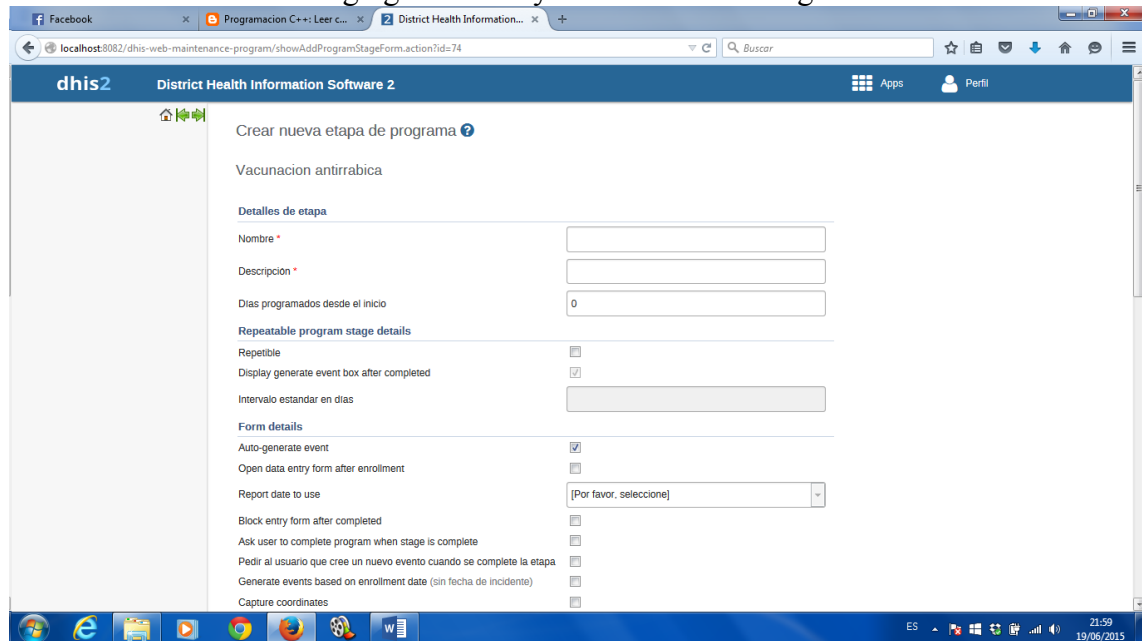 Facebook
Programacion C++: Leer c...
District Health Information...
localhost:8082/dhis-web-maintenance-program/showAddProgramStageForm.action?id=74
Buscar
dhis2 District Health Information Software 2 Apps Perfil
Crear nueva etapa de programa
Vacunacion antirrabica
Detalles de etapa
Nombre *
Descripción *
Días programados desde el inicio 0
Repeatable program stage details
Repetible
Display generate event box after completed
Intervalo estandar en días
Form details
Auto-generate event
Open data entry form after enrollment
Report date to use [Por favor, seleccione]
Block entry form after completed
Ask user to complete program when stage is complete
Pedir al usuario que cree un nuevo evento cuando se complete la etapa
Generate events based on enrollment date (sin fecha de incidente)
Capture coordinates
ES 21:59
19/06/2015